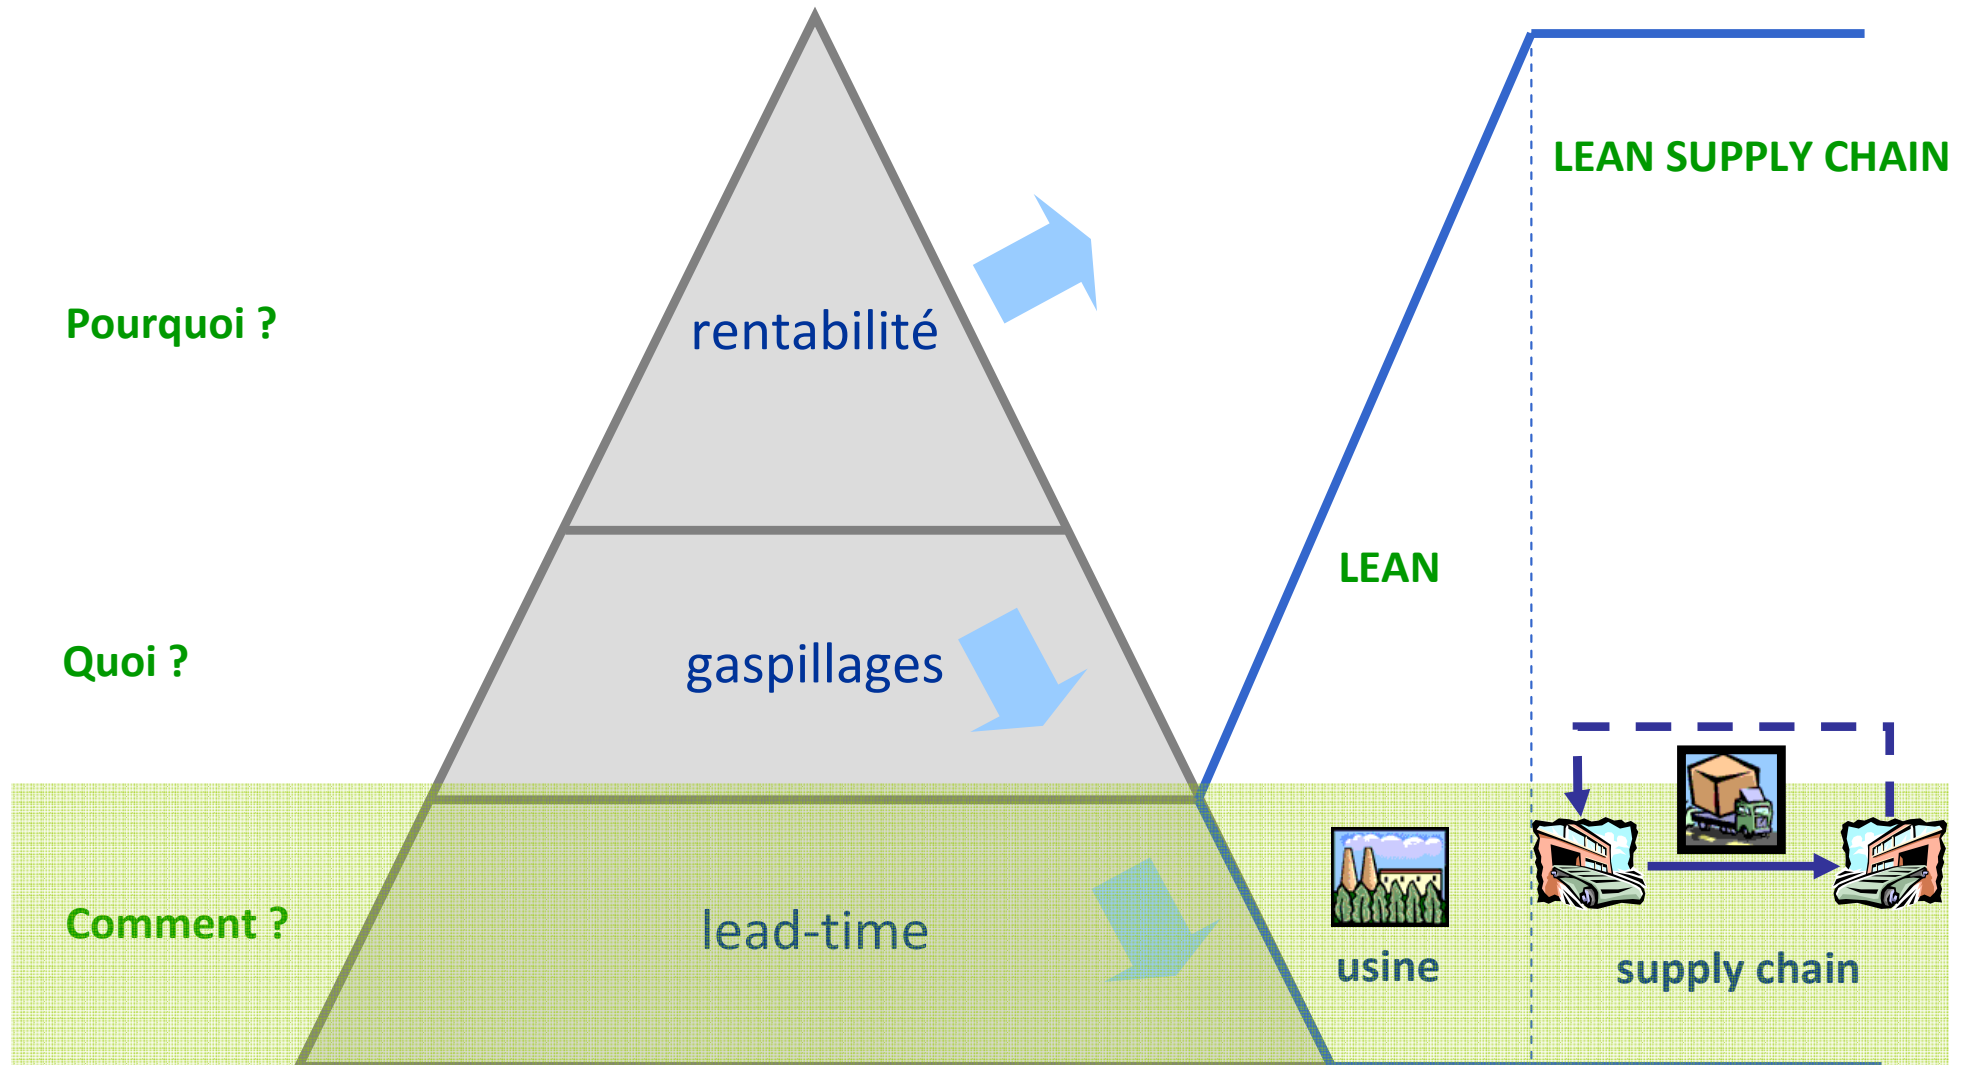 LEAN SUPPLY CHAIN
Pourquoi ?
rentabilité
LEAN
Quoi ?
gaspillages
Comment ?
lead-time
usine
supply chain